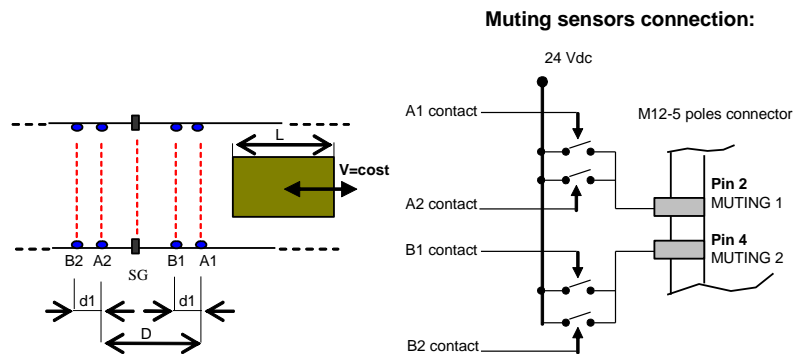 Muting sensors connection:
24 Vdc
A1 contact
M12-5 poles connector
L
V=cost
Pin 2
MUTING 1
A2 contact
B1 contact
Pin 4
MUTING 2
B2 A2 B1 A1
SG
d1 d1
D
B2 contact